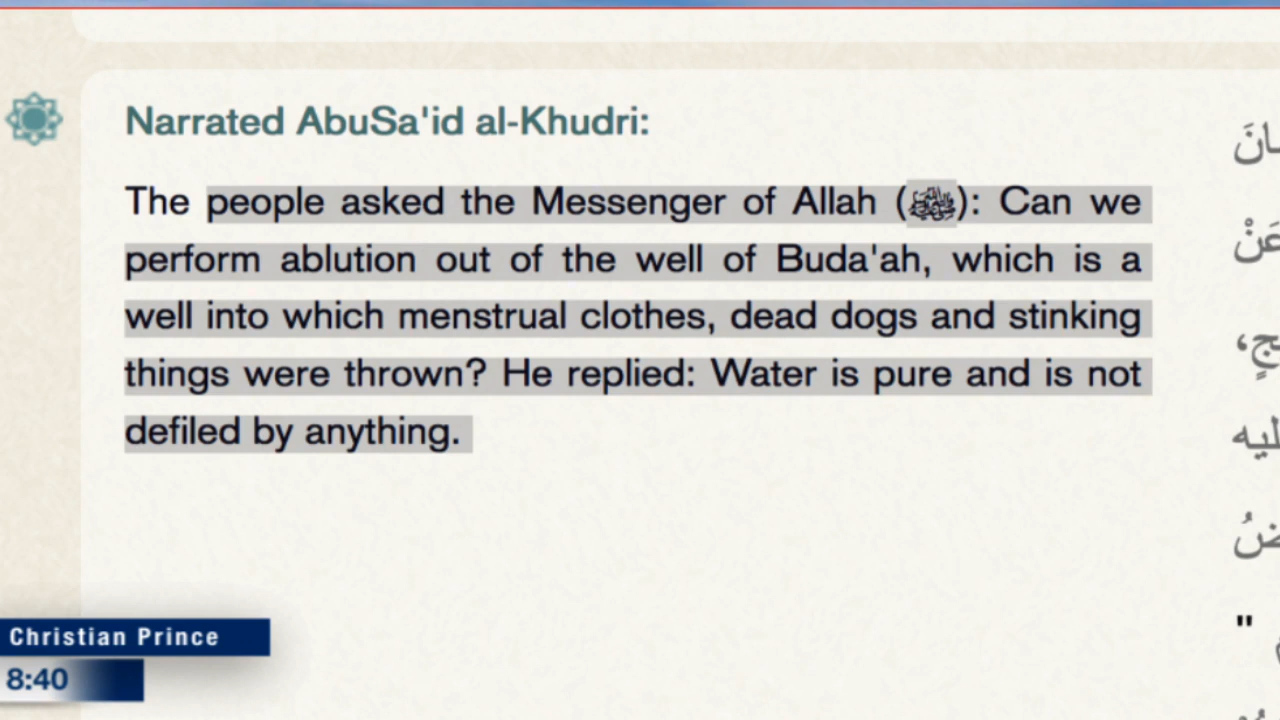 Narrated AbuSa'id al-Khudri:
The people asked the Messenger of Allah (ﷺ): Can we
perform ablution out of the well of Buda'ah, which is a
well into which menstrual clothes, dead dogs and stinking
things were thrown? He replied: Water is pure and is not
defiled by anything.
عَنْ
"
Christian Prince
8:40